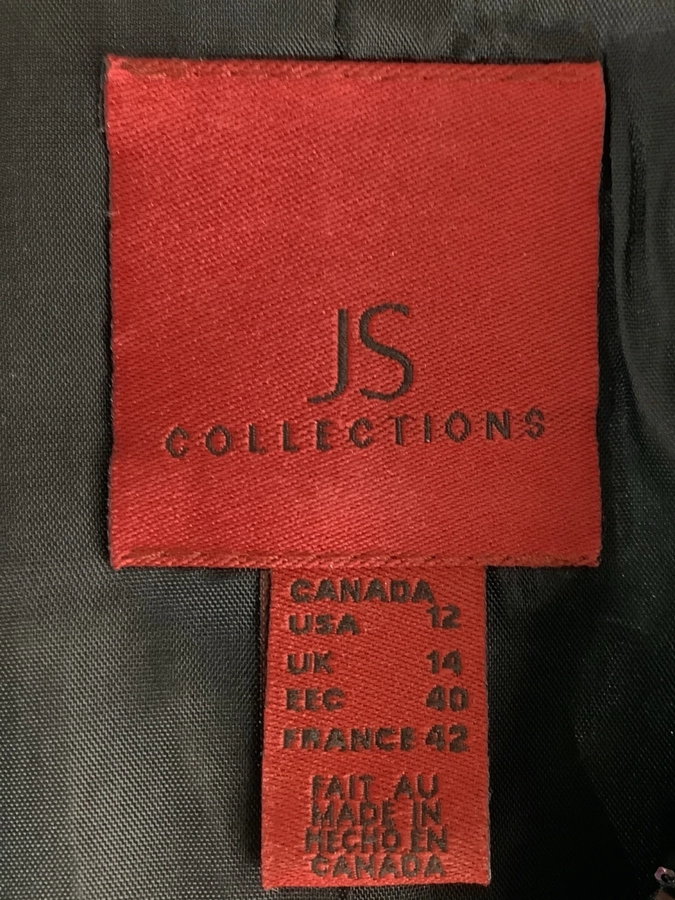 JS
COLLECTIONS
CANADA
USA 12
UK 14
EEC 40
FRANCE 42
FAIT AU
MADE IN
HECHO EN
CANADA